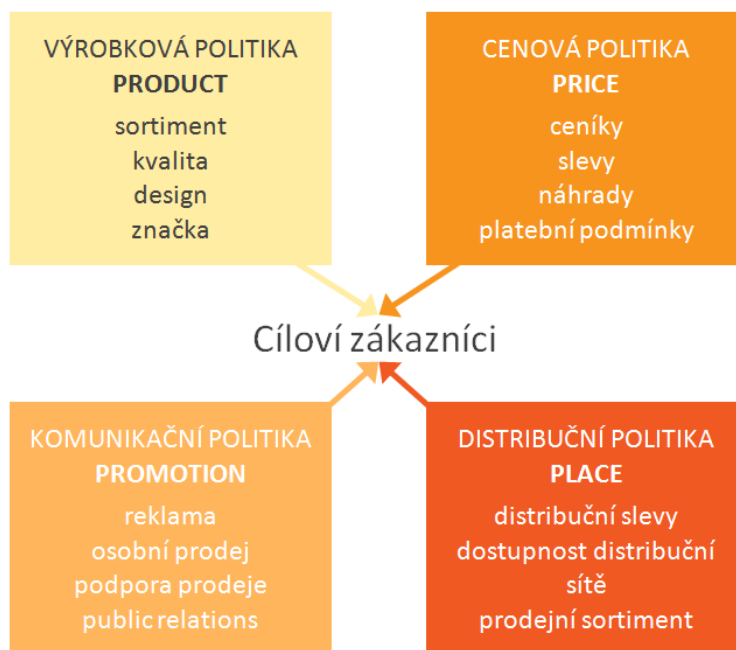 VÝROBKOVÁ POLITIKA
PRODUCT
sortiment
kvalita
design
značka
CENOVÁ POLITIKA
PRICE
ceníky
slevy
náhrady
platební podmínky
Cíloví zákazníci
KOMUNIKAČNÍ POLITIKA
PROMOTION
reklama
osobní prodej
podpora prodeje
public relations
DISTRIBUČNÍ POLITIKA
PLACE
distribuční slevy
dostupnost distribuční
sítě
prodejní sortiment